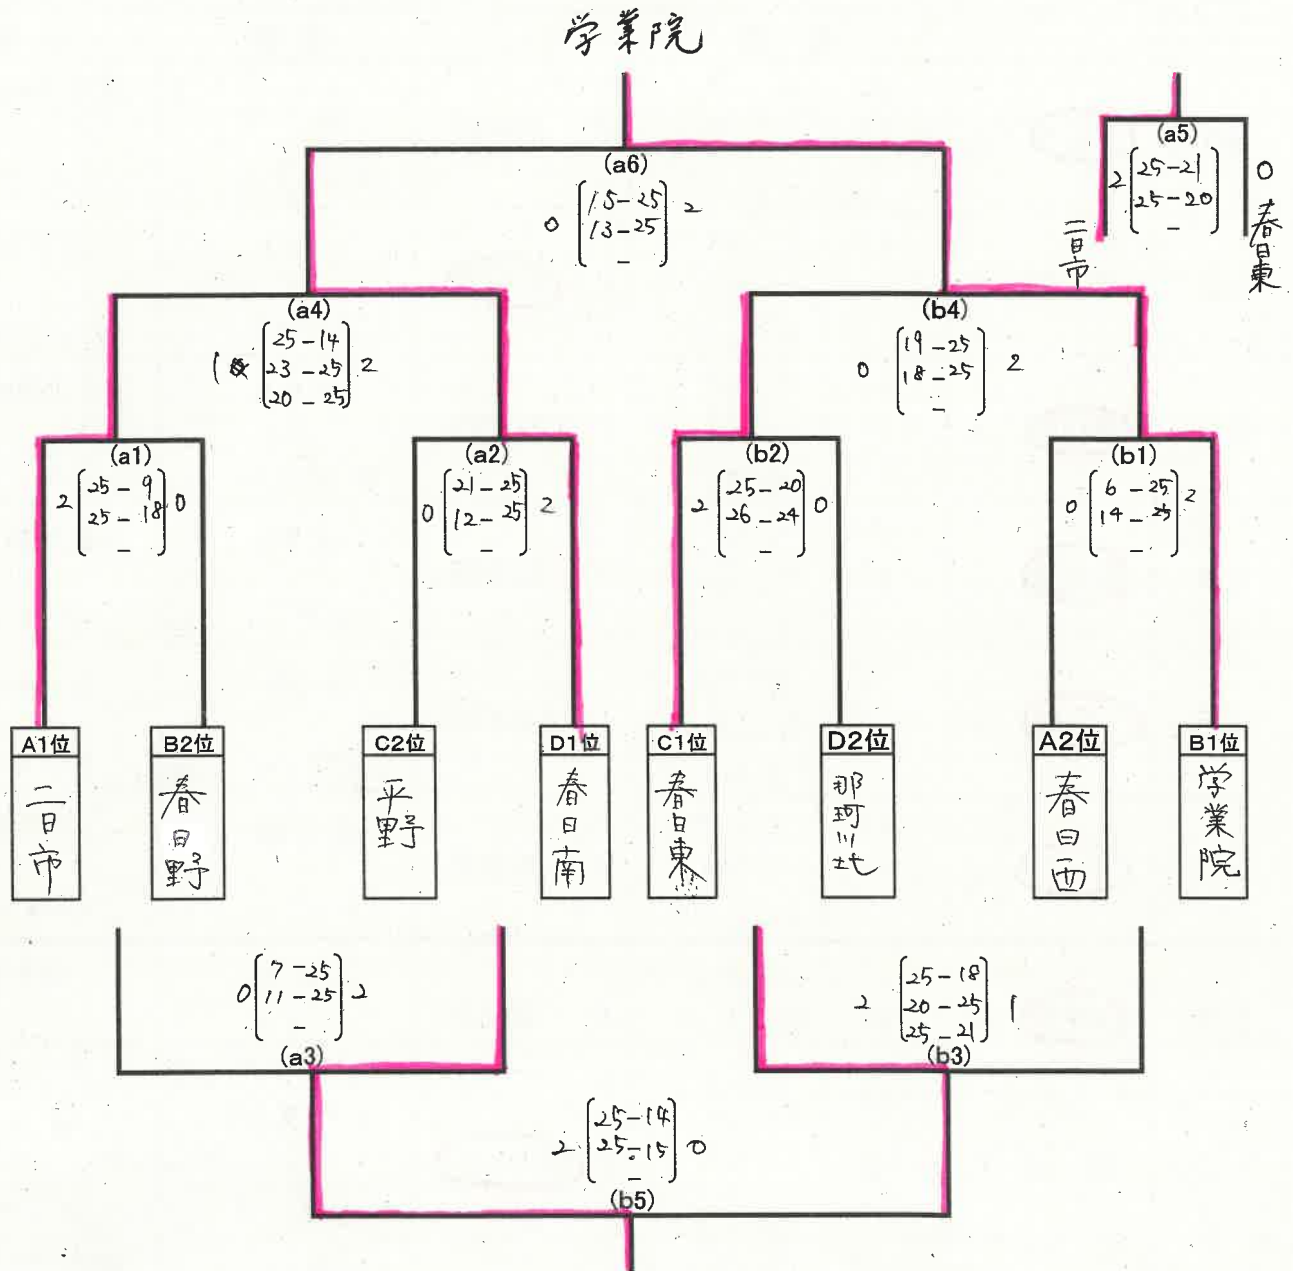 学業院
(a5)
2 25-21 0
25-20
-
二日市
春日東
(a6)
0 15-25 2
13-25
-
(a4)
25-14
1 23-25 2
20-25
(b4)
19-25
0 18-25 2
-
(a1)
2 25-9 0
25-18
-
(a2)
0 21-25 2
12-25
-
(b2)
2 25-20 0
26-24
-
(b1)
0 6-25 2
14-25
-
A1位
二日市
B2位
春日野
C2位
平野
D1位
春日南
C1位
春日東
D2位
那珂川北
A2位
春日西
B1位
学業院
7-25
0 11-25 2
-
(a3)
25-18
2 20-25 1
25-21
(b3)
25-14
2 25-15 0
-
(b5)